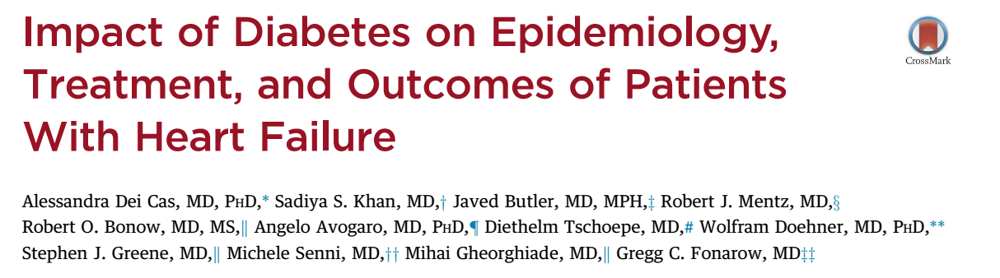 Impact of Diabetes on Epidemiology,
Treatment, and Outcomes of Patients
With Heart Failure
CrossMark
Alessandra Dei Cas, MD, PHD,* Sadiya S. Khan, MD,† Javed Butler, MD, MPH,‡ Robert J. Mentz, MD,§
Robert O. Bonow, MD, MS,‖ Angelo Avogaro, MD, PHD,¶ Diethelm Tschoepe, MD,# Wolfram Doehner, MD, PHD,**
Stephen J. Greene, MD,‖ Michele Senni, MD,†† Mihai Gheorghiade, MD,‖ Gregg C. Fonarow, MD‡‡